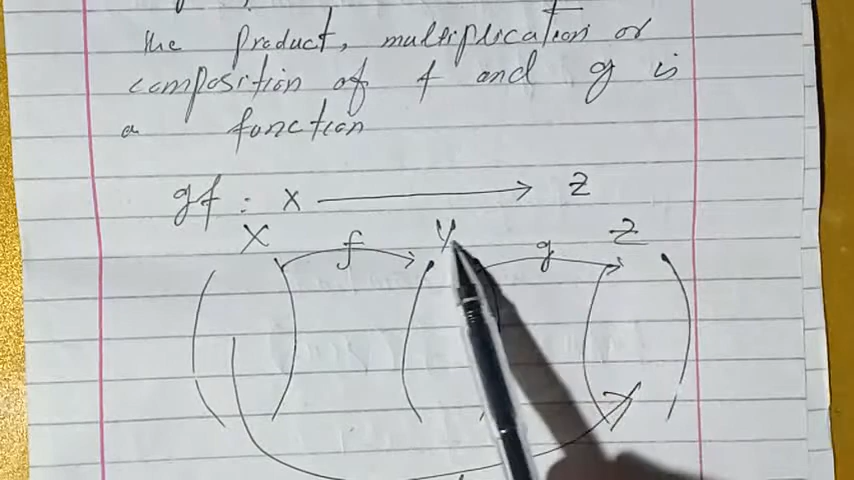 the product, multiplication or
composition of f and g is
a function
gf : X ⟶ Z
X f Y g Z